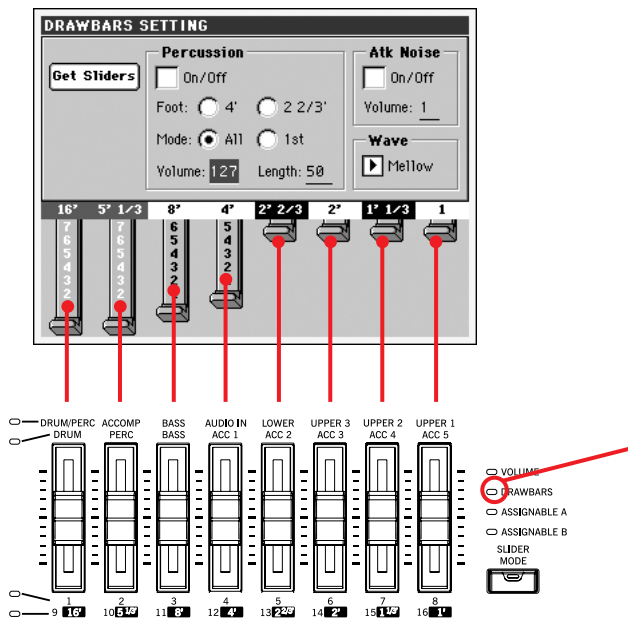 DRAWBARS SETTING
Get Sliders
Percussion
On/Off
Foot: 4' 2 2/3'
Mode: All 1st
Volume: 127 Length: 50
Atk Noise
On/Off
Volume: 1
Wave
Mellow
16' 5' 1/3 8' 4' 2' 2/3 2' 1' 1/3 1
7 7 6 5
6 6 5 4
5 5 4 3
4 4 3 2
3 3 2
2 2
DRUM/PERC ACCOMP BASS AUDIO IN LOWER UPPER 3 UPPER 2 UPPER 1
DRUM PERC BASS ACC 1 ACC 2 ACC 3 ACC 4 ACC 5
VOLUME
DRAWBARS
ASSIGNABLE A
ASSIGNABLE B
SLIDER
MODE
1 2 3 4 5 6 7 8
9 16' 10 5 1/3' 11 8' 12 4' 13 2 2/3' 14 2' 15 1 1/3' 16 1'